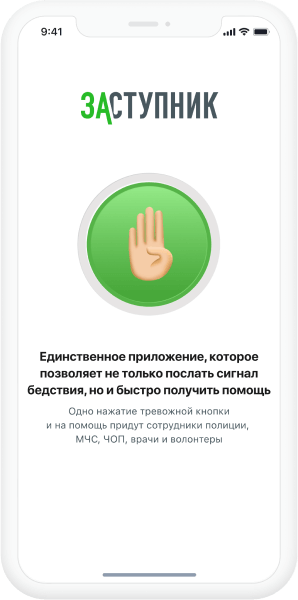 9:41
ЗАСТУПНИК
Единственное приложение, которое
позволяет не только послать сигнал
бедствия, но и быстро получить помощь
Одно нажатие тревожной кнопки
и на помощь придут сотрудники полиции,
МЧС, ЧОП, врачи и волонтеры